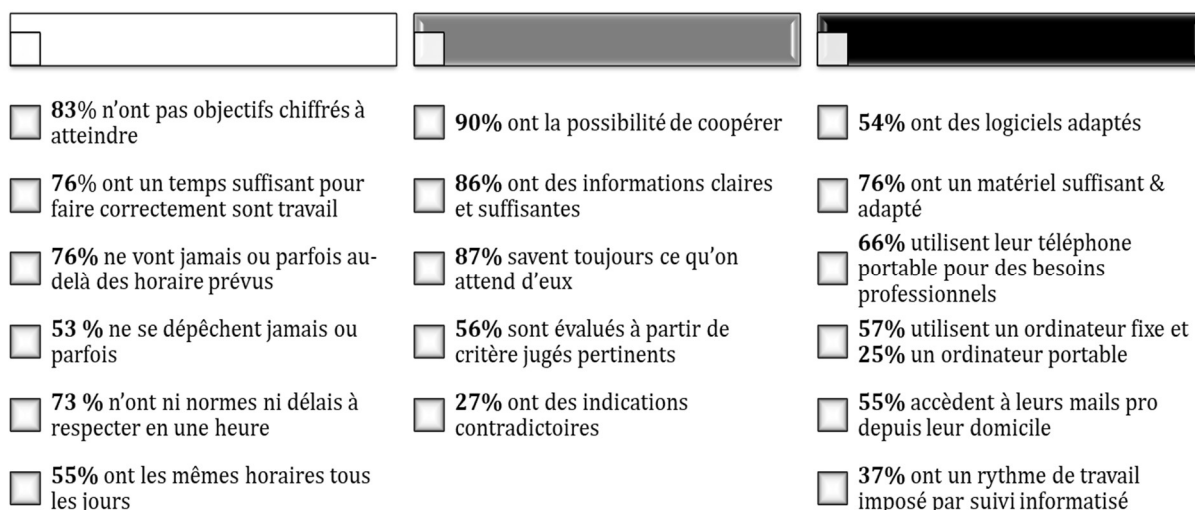 83% n'ont pas objectifs chiffrés à
atteindre
76% ont un temps suffisant pour
faire correctement sont travail
76% ne vont jamais ou parfois au-
delà des horaire prévus
53 % ne se dépêchent jamais ou
parfois
73 % n'ont ni normes ni délais à
respecter en une heure
55% ont les mêmes horaires tous
les jours
90% ont la possibilité de coopérer
86% ont des informations claires
et suffisantes
87% savent toujours ce qu'on
attend d'eux
56% sont évalués à partir de
critère jugés pertinents
27% ont des indications
contradictoires
54% ont des logiciels adaptés
76% ont un matériel suffisant &
adapté
66% utilisent leur téléphone
portable pour des besoins
professionnels
57% utilisent un ordinateur fixe et
25% un ordinateur portable
55% accèdent à leurs mails pro
depuis leur domicile
37% ont un rythme de travail
imposé par suivi informatisé